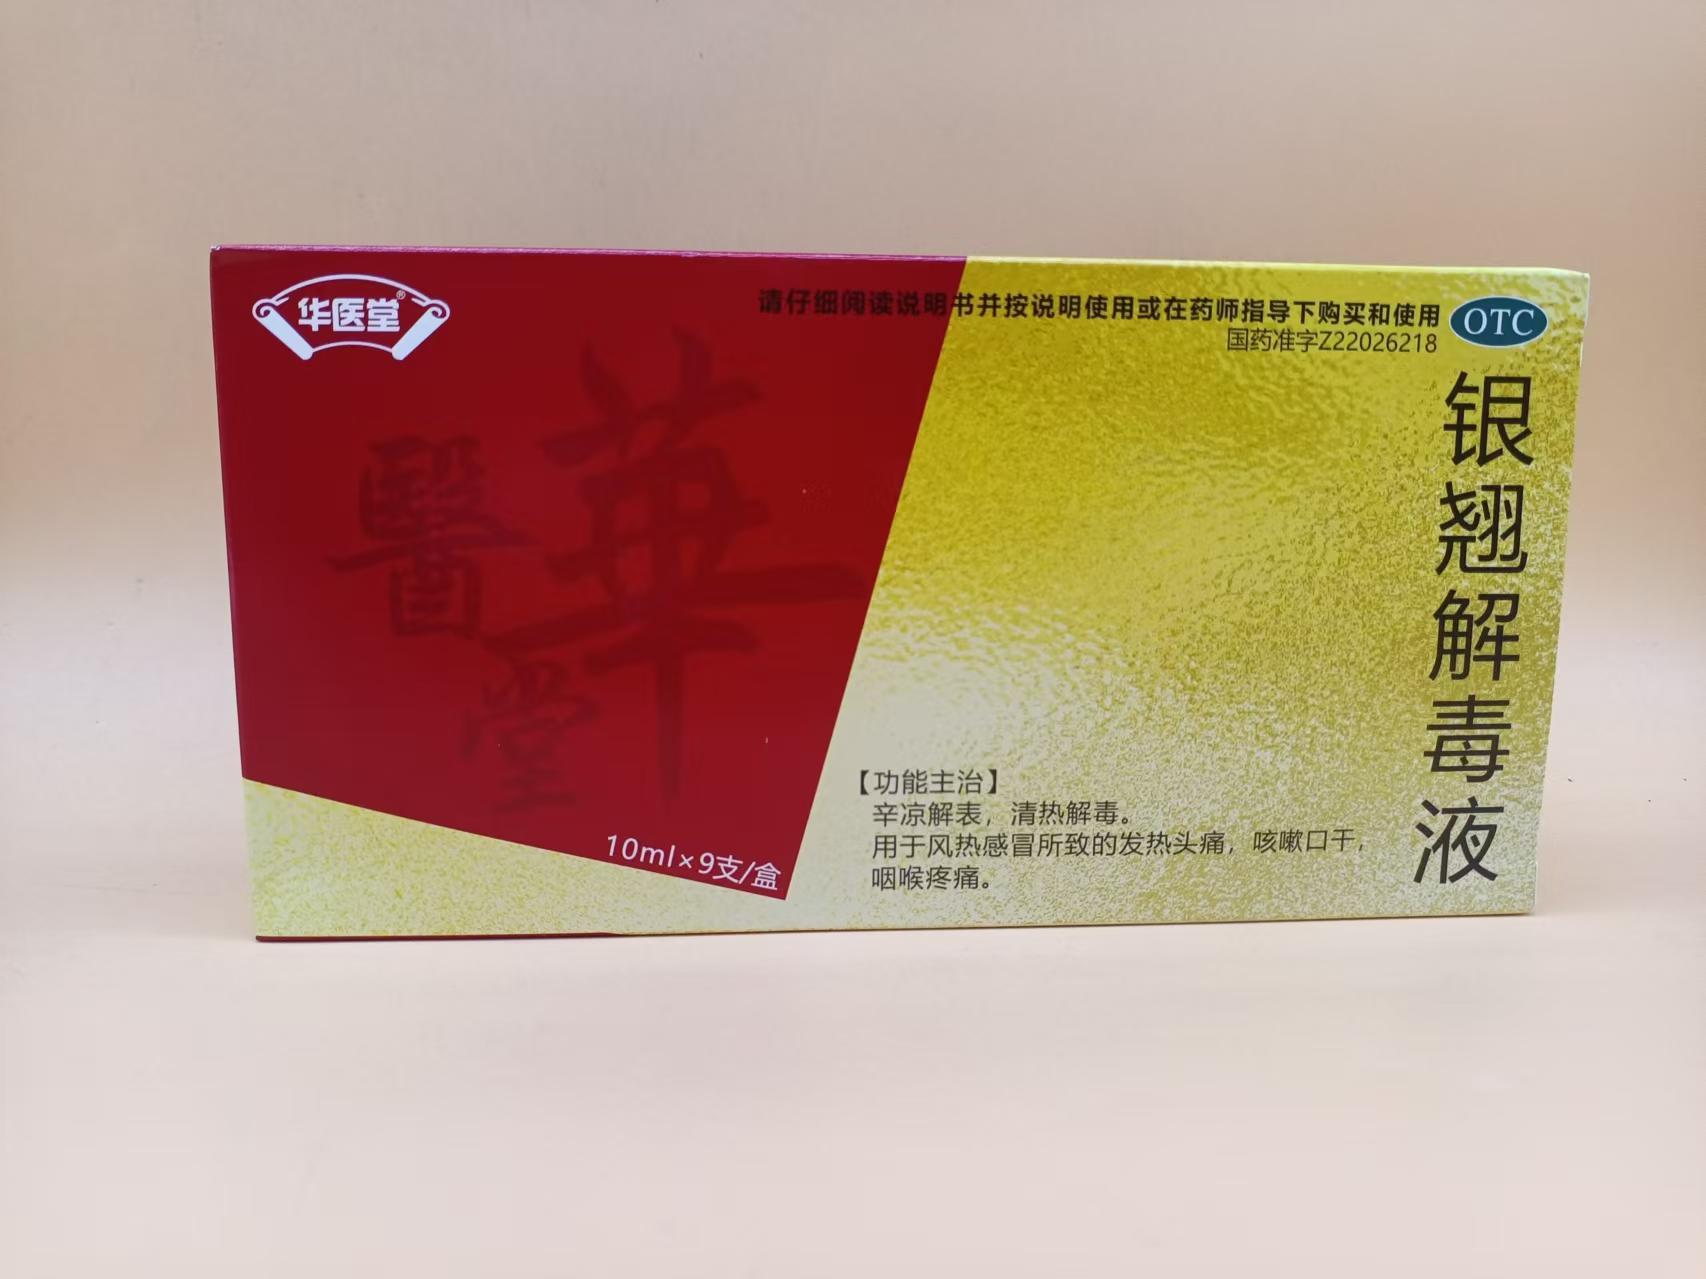 华医堂®
请仔细阅读说明书并按说明使用或在药师指导下购买和使用
OTC
国药准字Z22026218
華
醫
堂
银翘解毒液
【功能主治】
辛凉解表，清热解毒。
用于风热感冒所致的发热头痛，咳嗽口干，
咽喉疼痛。
10ml×9支/盒